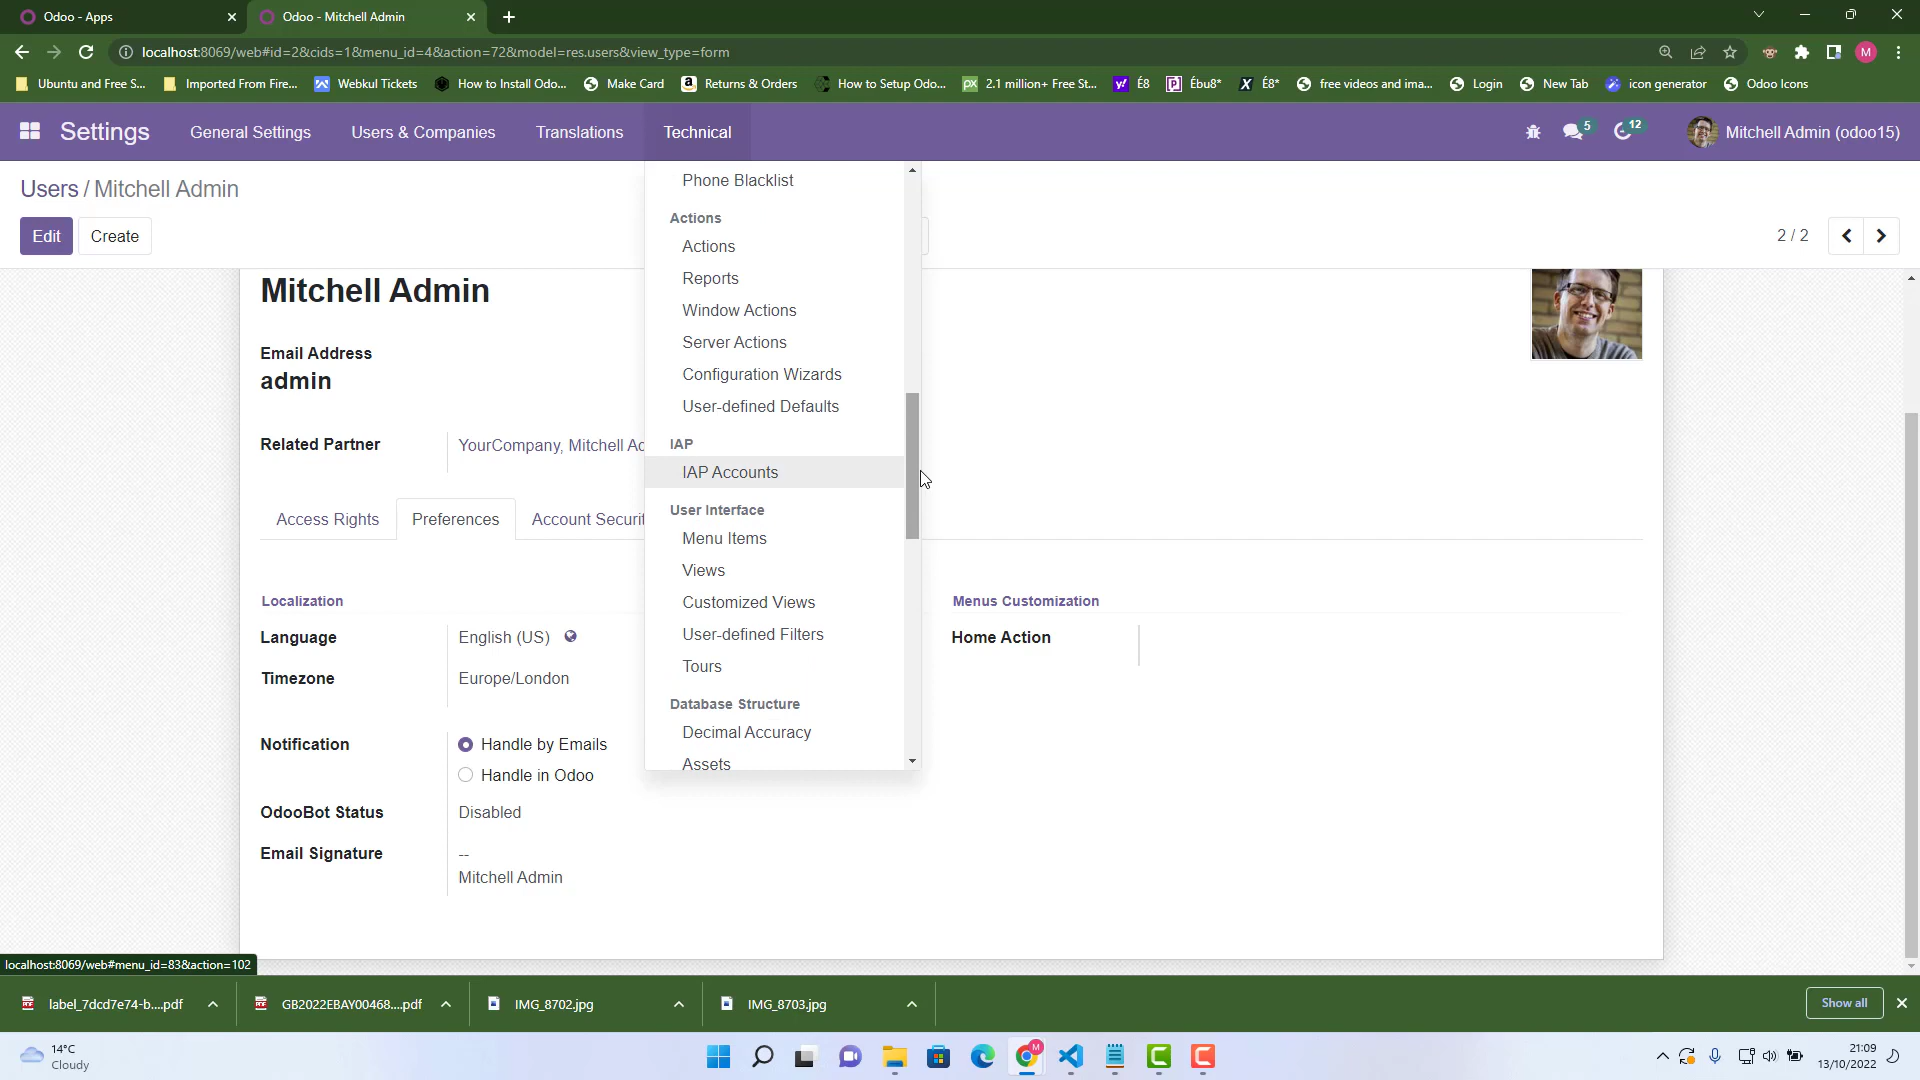 Odoo - Apps
Odoo - Mitchell Admin
localhost:8069/web#id=2&cids=1&menu_id=4&action=72&model=res.users&view_type=form
Ubuntu and Free S...
Imported From Fire...
Webkul Tickets
How to Install Odo...
Make Card
Returns & Orders
How to Setup Odo...
2.1 million+ Free St...
É8
Ébu8*
É8*
free videos and ima...
Login
New Tab
icon generator
Odoo Icons
Settings
General Settings
Users & Companies
Translations
Technical
5
12
Mitchell Admin (odoo15)
Users / Mitchell Admin
Edit
Create
2 / 2
Phone Blacklist
Actions
Actions
Reports
Window Actions
Server Actions
Configuration Wizards
User-defined Defaults
IAP
IAP Accounts
User Interface
Menu Items
Views
Customized Views
User-defined Filters
Tours
Database Structure
Decimal Accuracy
Assets
Mitchell Admin
Email Address
admin
Related Partner
YourCompany, Mitchell
Access Rights
Preferences
Account
Localization
Language
English (US)
Timezone
Europe/London
Notification
Handle by Emails
Handle in Odoo
OdooBot Status
Disabled
Email Signature
--
Mitchell Admin
Menus Customization
Home Action
localhost:8069/web#menu_id=83&action=102
label_7dcd7e74-b....pdf
GB2022EBAY00468....pdf
IMG_8702.jpg
IMG_8703.jpg
Show all
14°C
Cloudy
M
M
21:09
13/10/2022